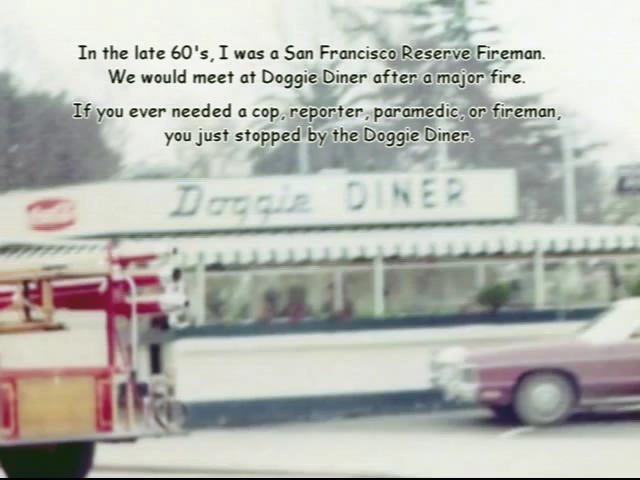 In the late 60's, I was a San Francisco Reserve Fireman.
We would meet at Doggie Diner after a major fire.
If you ever needed a cop, reporter, paramedic, or fireman,
you just stopped by the Doggie Diner.
Doggie DINER